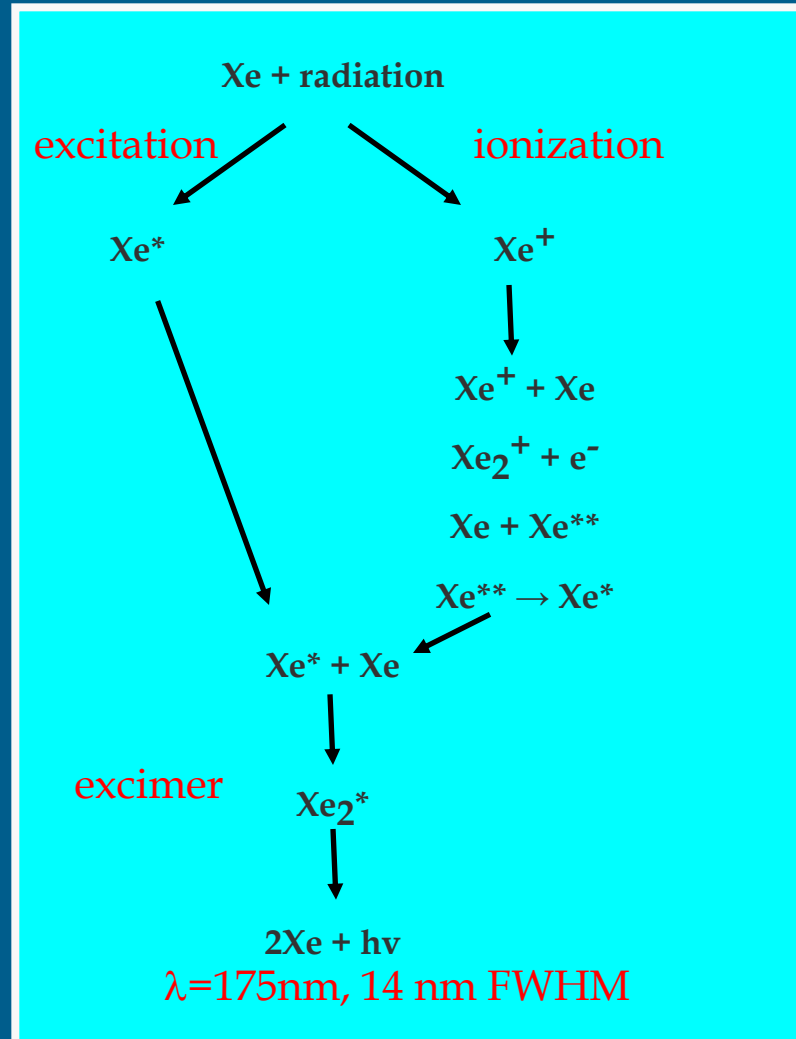 Xe + radiation
excitation ionization
Xe* Xe⁺
Xe⁺ + Xe
Xe₂⁺ + e⁻
Xe + Xe**
Xe** → Xe*
Xe* + Xe
excimer Xe₂*
2Xe + hv
λ=175nm, 14 nm FWHM